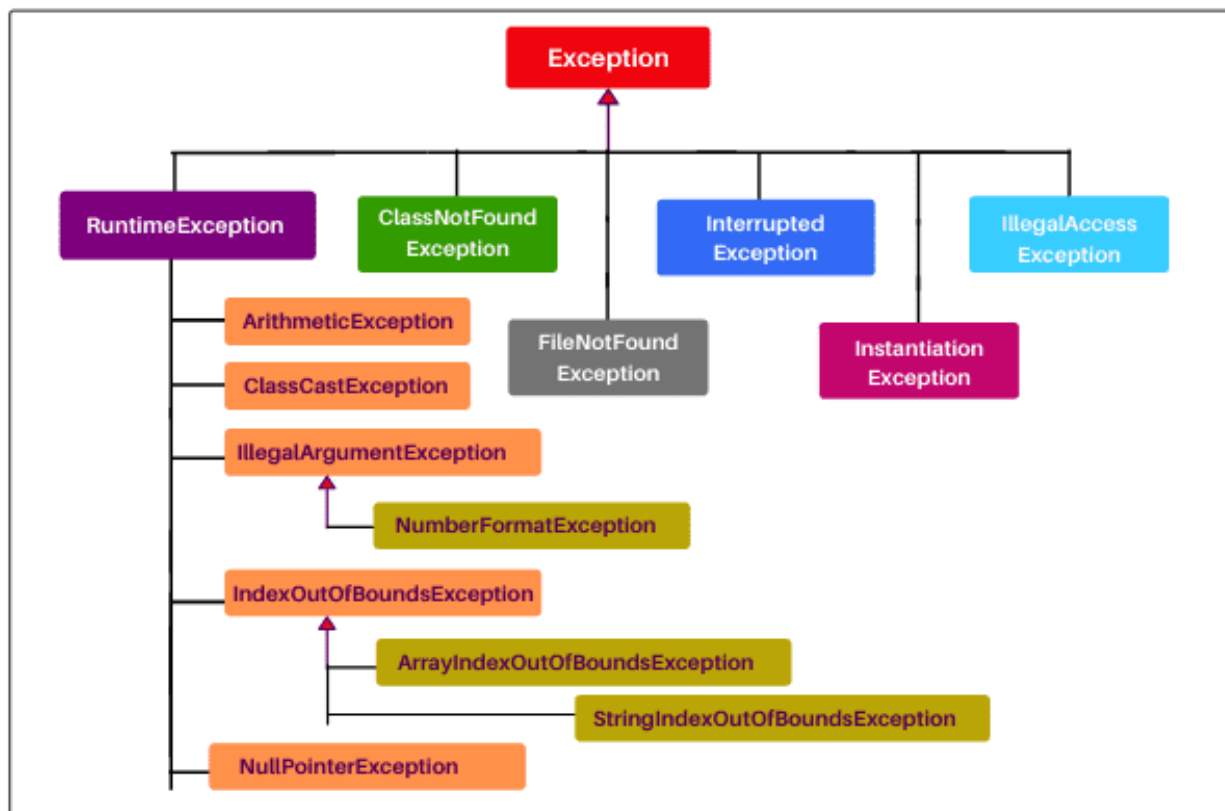 Exception
RuntimeException
ClassNotFound
Exception
Interrupted
Exception
IllegalAccess
Exception
FileNotFound
Exception
Instantiation
Exception
ArithmeticException
ClassCastException
IllegalArgumentException
NumberFormatException
IndexOutOfBoundsException
ArrayIndexOutOfBoundsException
StringIndexOutOfBoundsException
NullPointerException